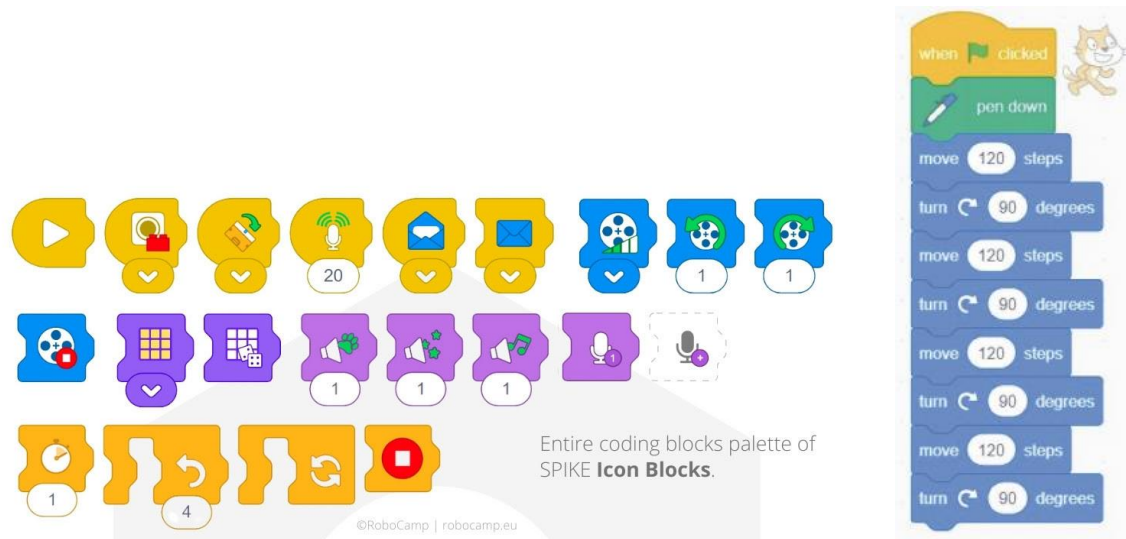 20
1
1
1
1
1
1
1
4
Entire coding blocks palette of
SPIKE Icon Blocks.
©RoboCamp | robocamp.eu
when clicked
pen down
move 120 steps
turn 90 degrees
move 120 steps
turn 90 degrees
move 120 steps
turn 90 degrees
move 120 steps
turn 90 degrees